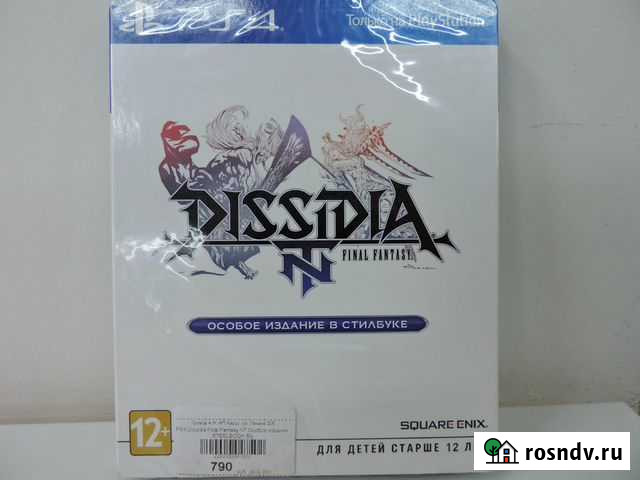 PS4
Только на PlayStation
DISSIDIA
NT
FINAL FANTASY
ОСОБОЕ ИЗДАНИЕ В СТИЛБУКЕ
12+
790
SQUARE ENIX
ДЛЯ ДЕТЕЙ СТАРШЕ 12 Л
rosndv.ru